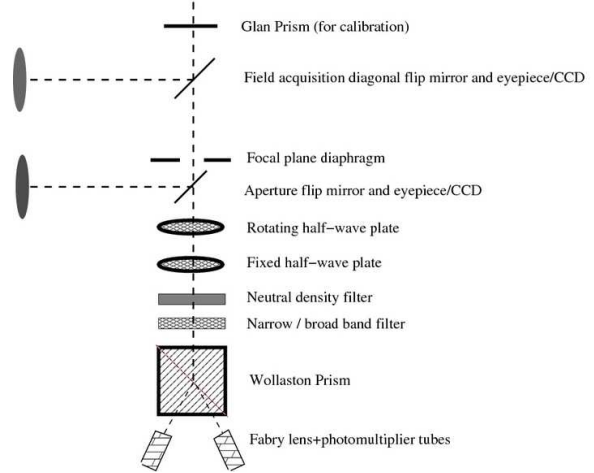 Glan Prism (for calibration)
Field acquisition diagonal flip mirror and eyepiece/CCD
Focal plane diaphragm
Aperture flip mirror and eyepiece/CCD
Rotating half−wave plate
Fixed half−wave plate
Neutral density filter
Narrow / broad band filter
Wollaston Prism
Fabry lens+photomultiplier tubes